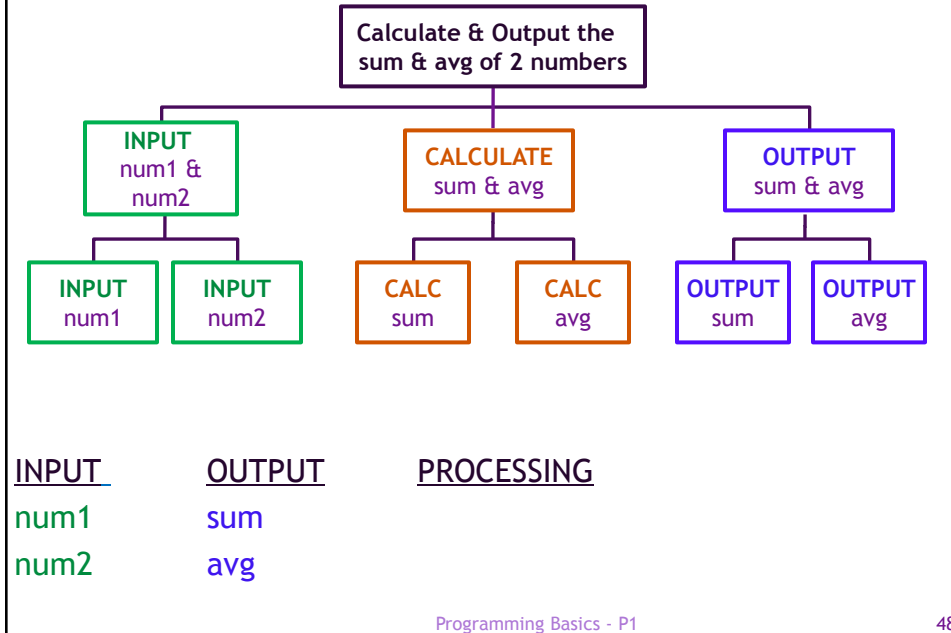 Calculate & Output the
sum & avg of 2 numbers
INPUT
num1 &
num2
CALCULATE
sum & avg
OUTPUT
sum & avg
INPUT
num1
INPUT
num2
CALC
sum
CALC
avg
OUTPUT
sum
OUTPUT
avg
INPUT OUTPUT PROCESSING
num1 sum
num2 avg
Programming Basics - P1 48